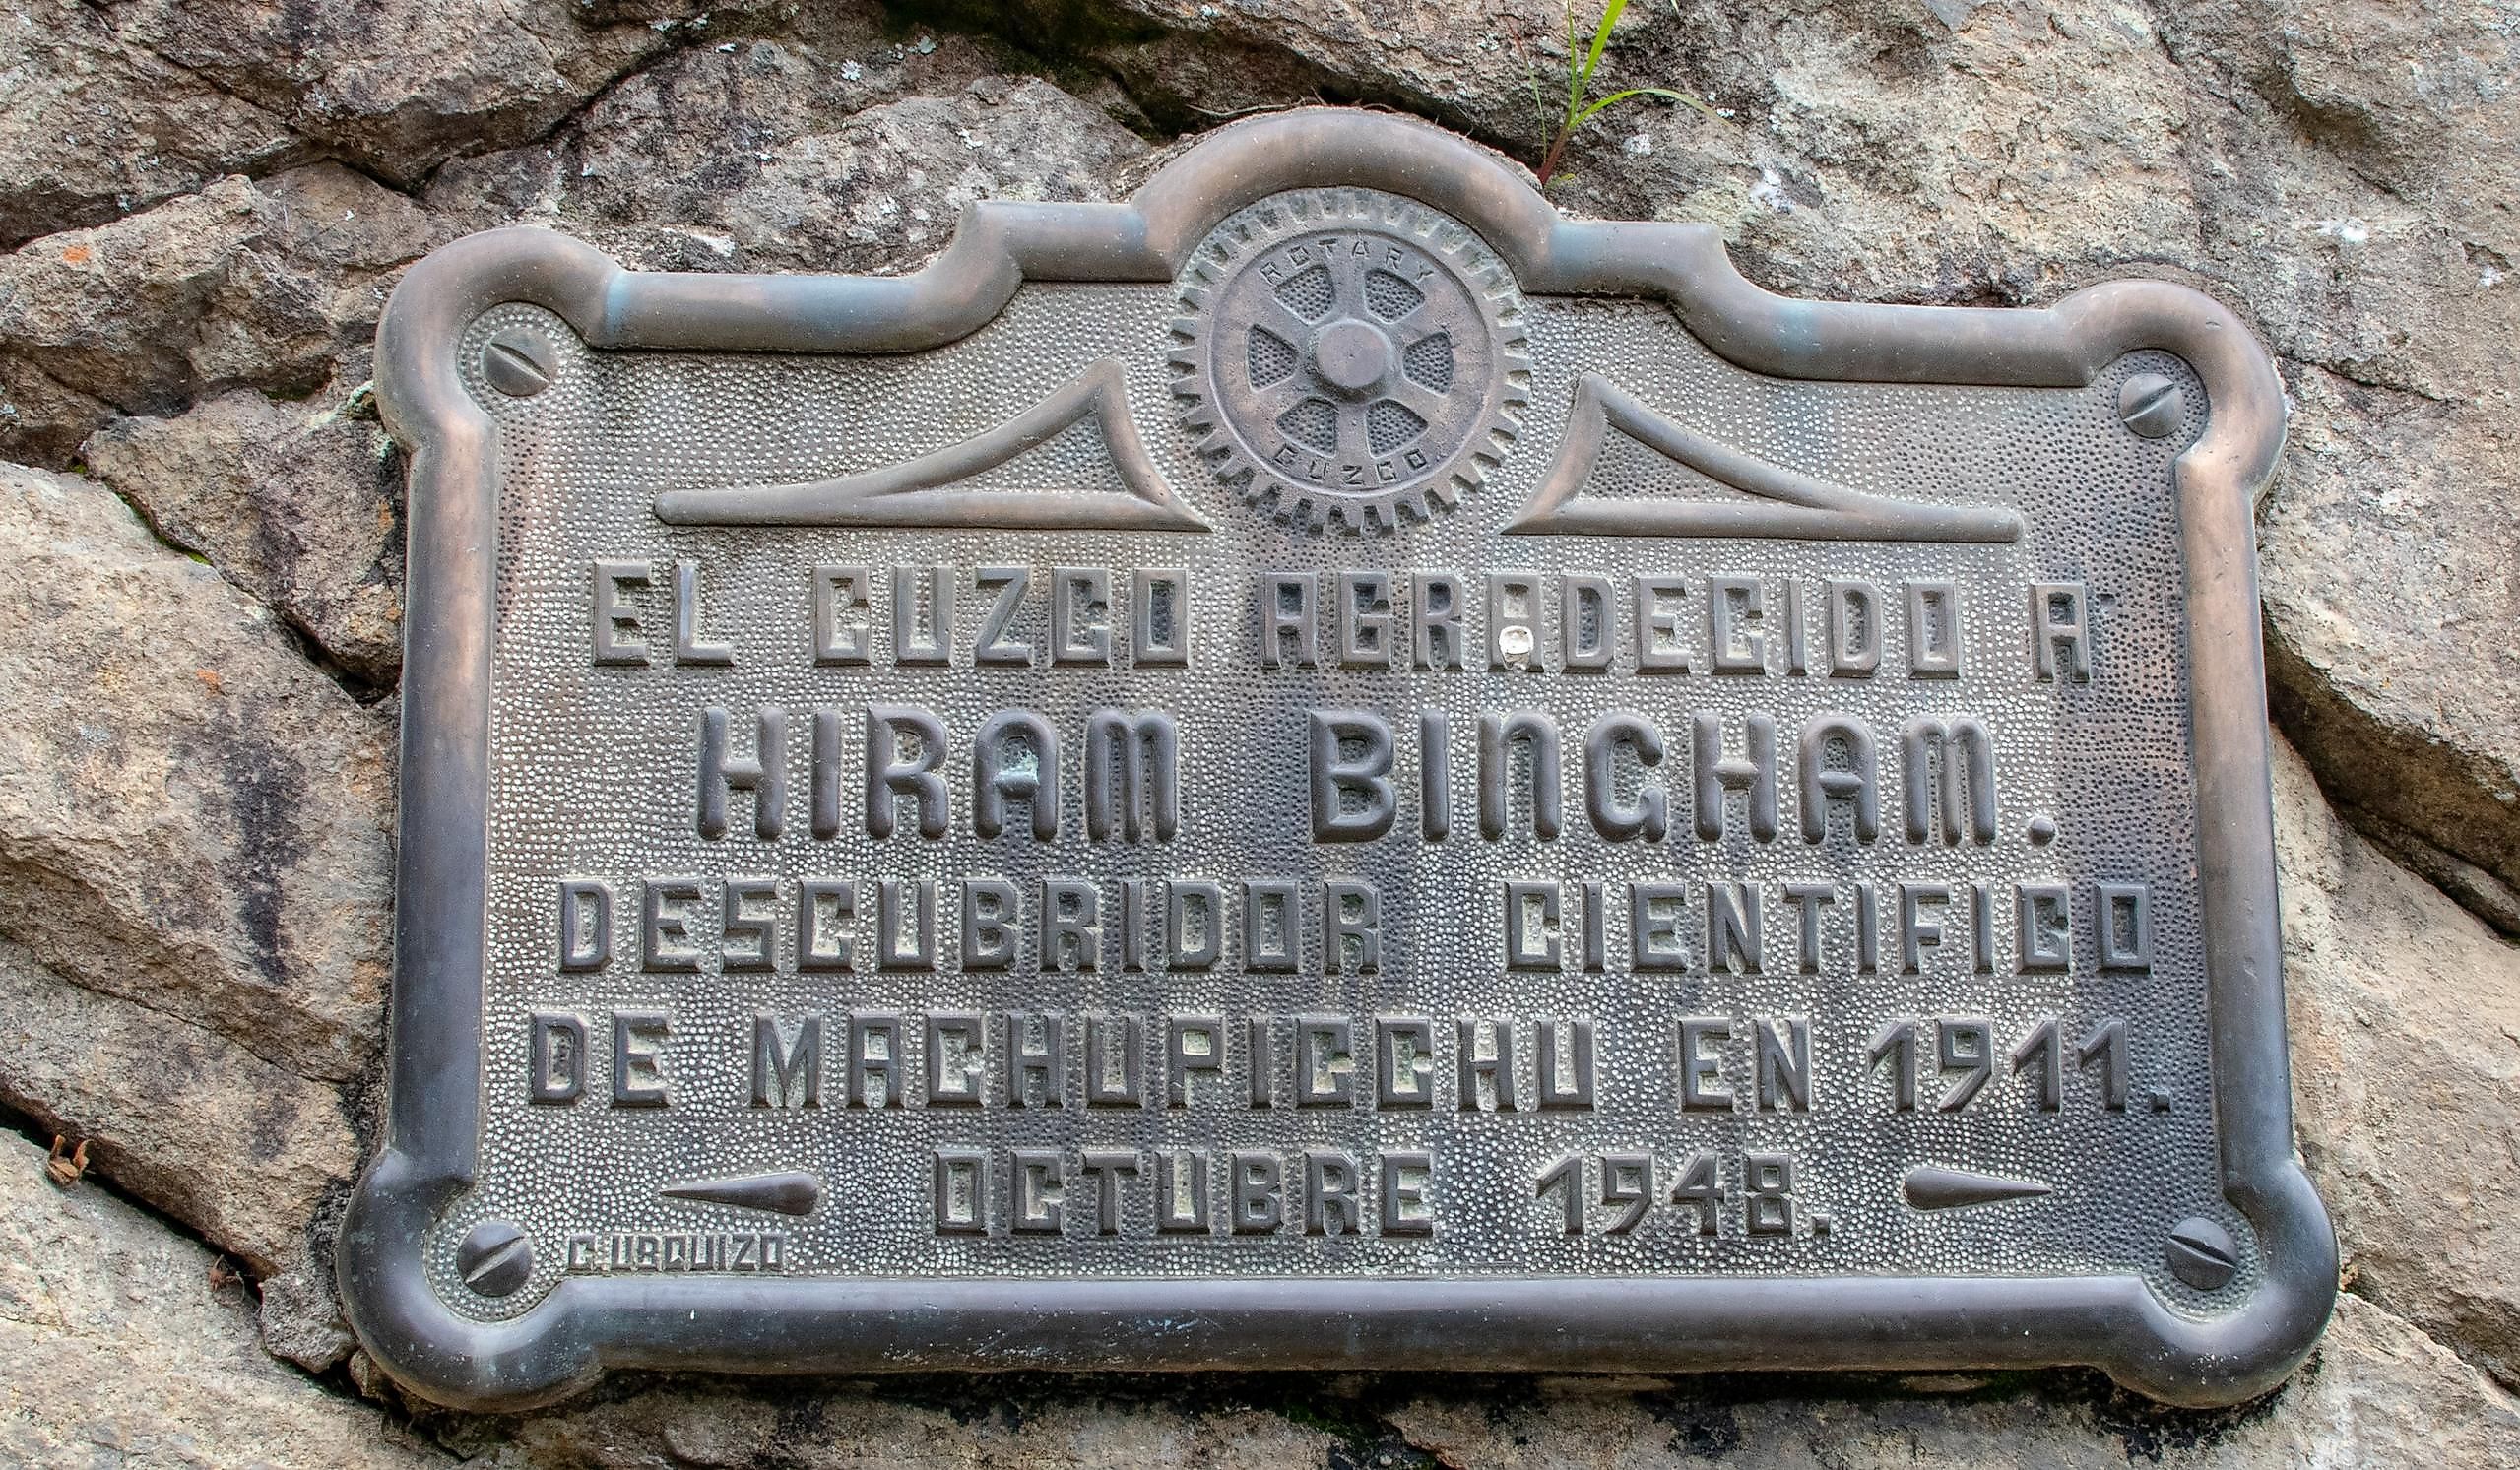 ROTARY
CUZCO
EL CUZCO AGRADECIDO A
HIRAM BINGHAM.
DESCUBRIDOR CIENTIFICO
DE MACHUPICCHU EN 1911.
OCTUBRE 1948.
C. URQUIZO